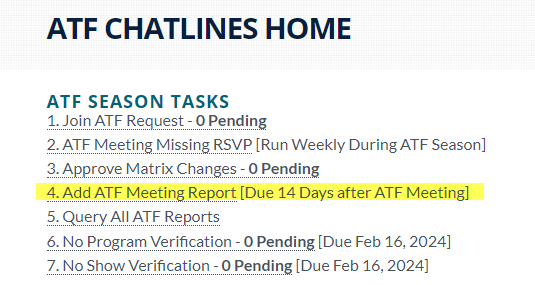 ATF CHATLINES HOME
ATF SEASON TASKS
1. Join ATF Request - 0 Pending
2. ATF Meeting Missing RSVP [Run Weekly During ATF Season]
3. Approve Matrix Changes - 0 Pending
4. Add ATF Meeting Report [Due 14 Days after ATF Meeting]
5. Query All ATF Reports
6. No Program Verification - 0 Pending [Due Feb 16, 2024]
7. No Show Verification - 0 Pending [Due Feb 16, 2024]